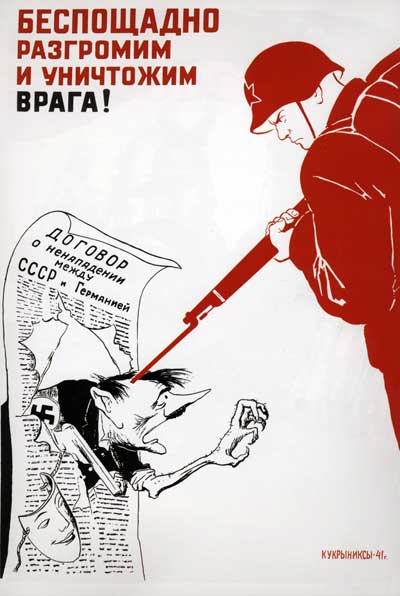 БЕСПОЩАДНО
РАЗГРОМИМ
И УНИЧТОЖИМ
ВРАГА!
ДОГОВОР
о ненападении
между
СССР и Германией
КУКРЫНИКСЫ-41г.